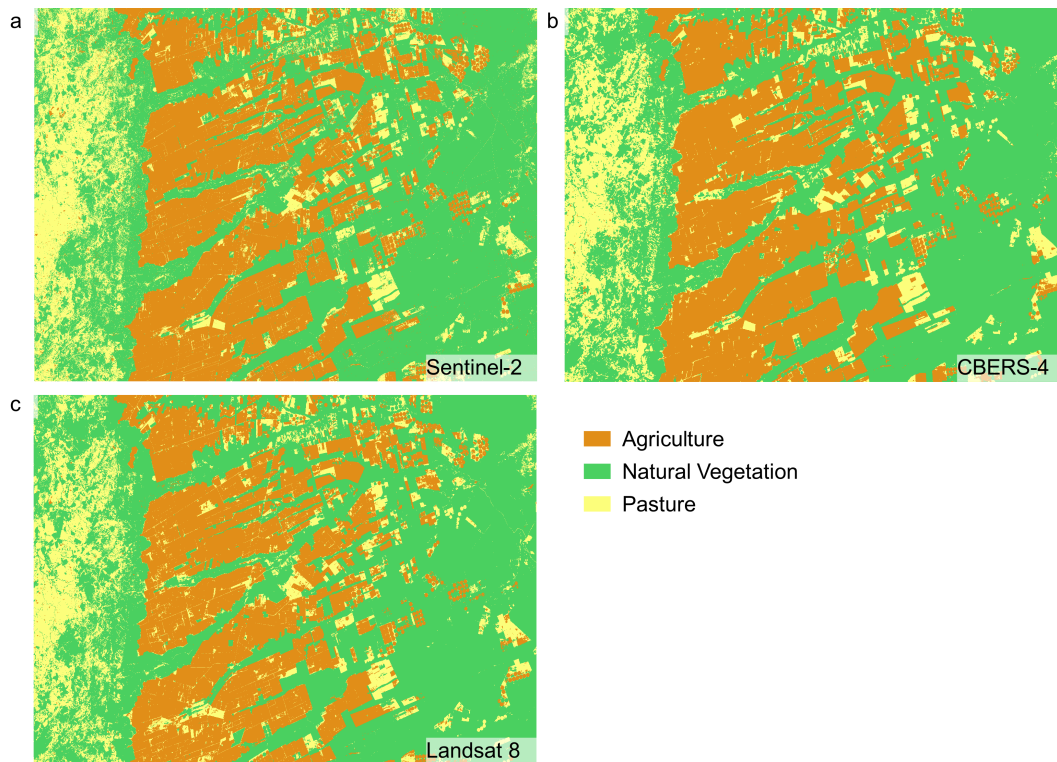 a
b
Sentinel-2
CBERS-4
c
Agriculture
Natural Vegetation
Pasture
Landsat 8